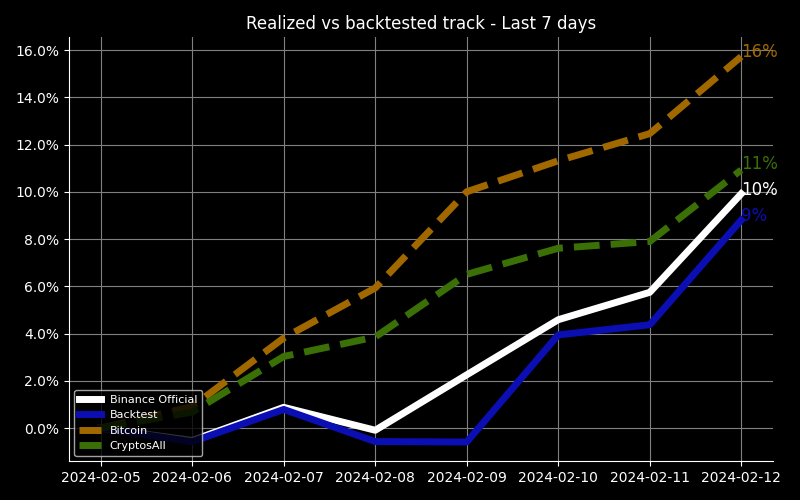 Realized vs backtested track - Last 7 days
16.0%
14.0%
12.0%
10.0%
8.0%
6.0%
4.0%
2.0%
0.0%
16%
11%
10%
9%
Binance Official
Backtest
Bitcoin
CryptosAll
2024-02-05 2024-02-06 2024-02-07 2024-02-08 2024-02-09 2024-02-10 2024-02-11 2024-02-12